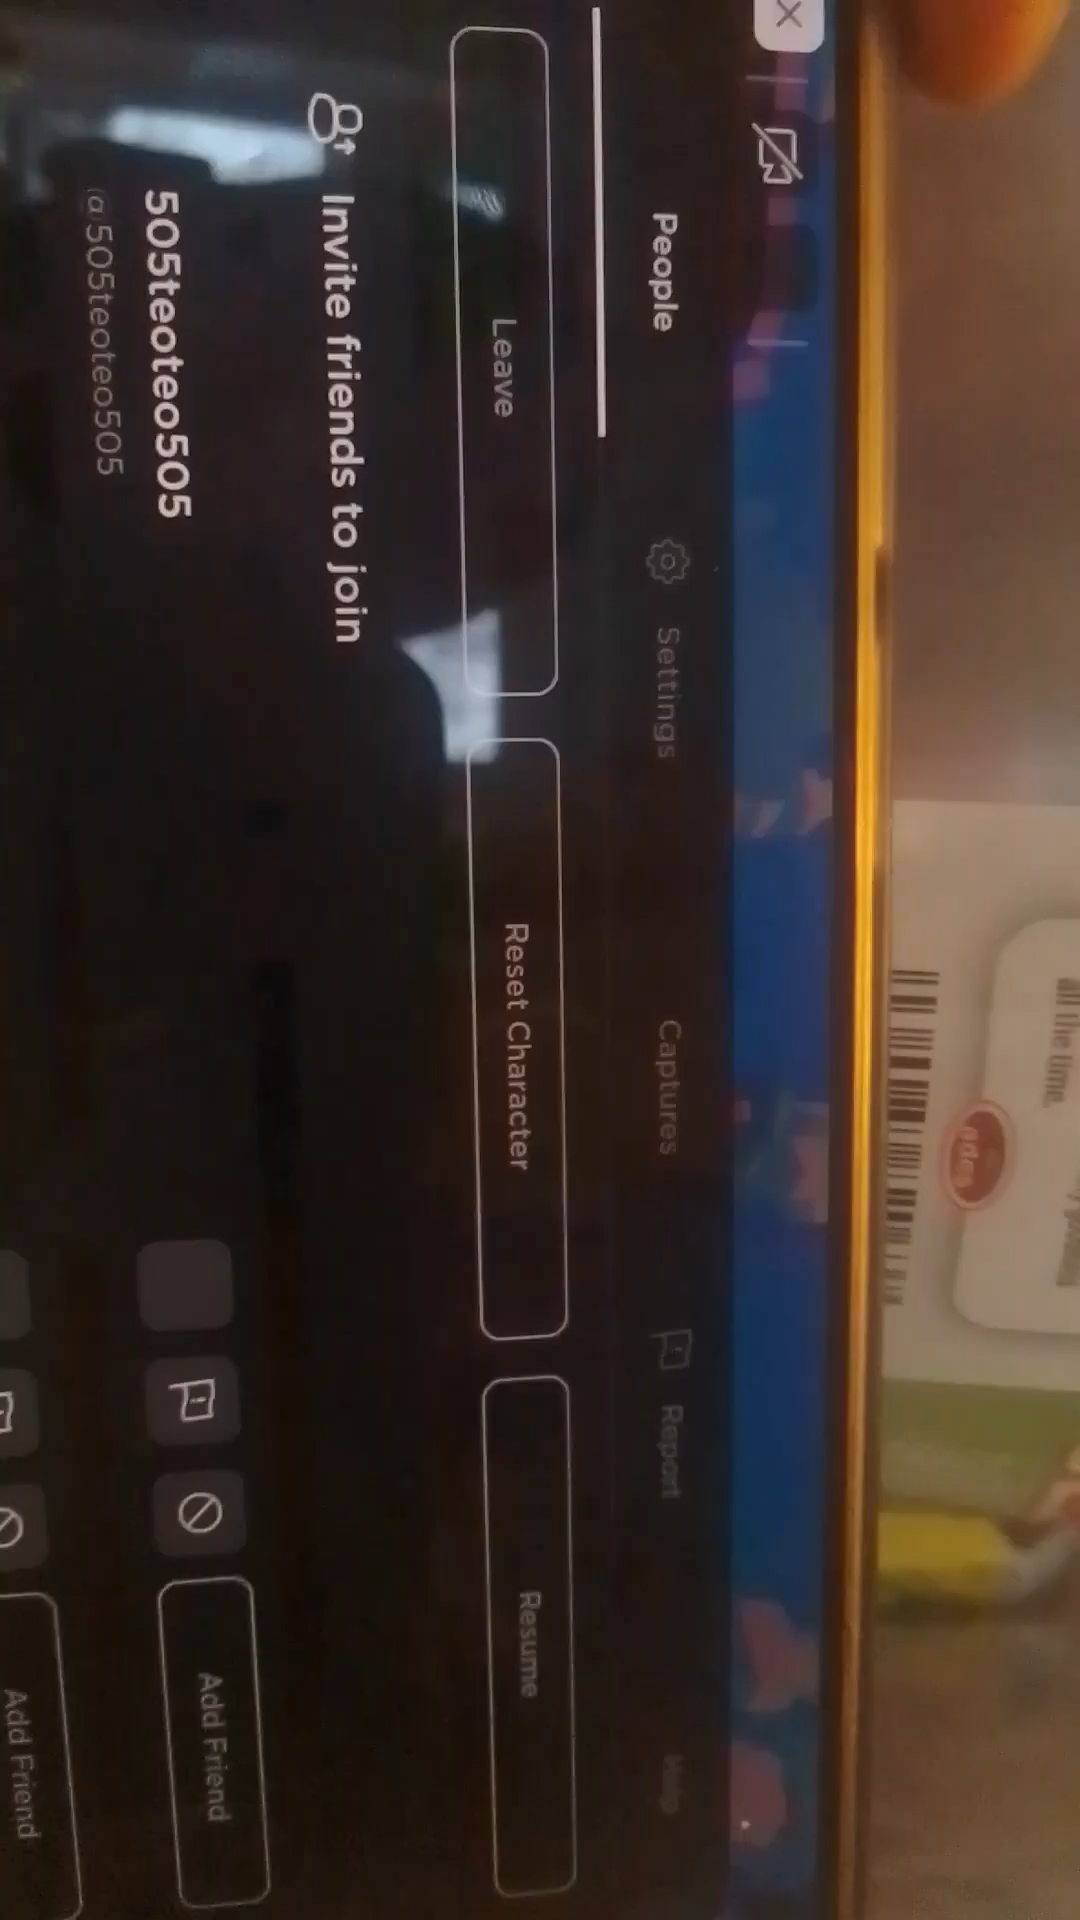 X
People
Settings
Captures
Report
Help
Leave
Reset Character
Resume
Invite friends to join
505teoteo505
@505teoteo505
Add Friend
Add Friend
all the time.